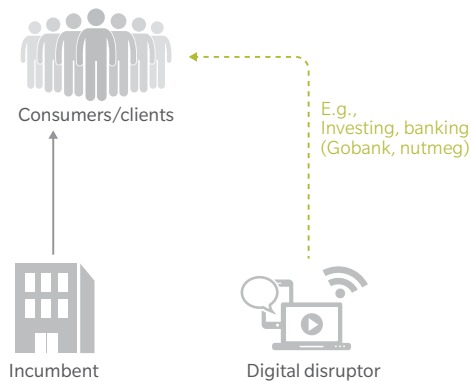 Consumers/clients
E.g.,
Investing, banking
(Gobank, nutmeg)
Incumbent
Digital disruptor